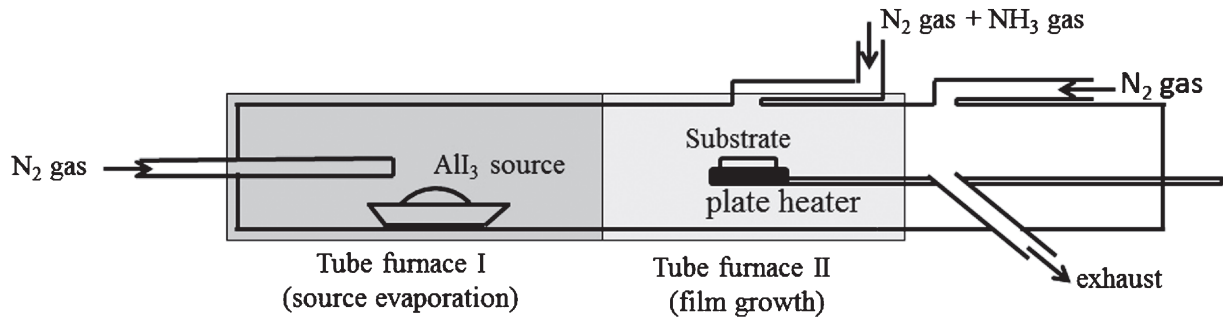 N₂ gas + NH₃ gas
N₂ gas
N₂ gas
AlI₃ source
Substrate
plate heater
Tube furnace I
(source evaporation)
Tube furnace II
(film growth)
exhaust